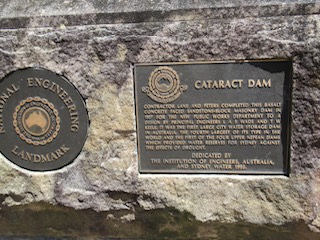 NATIONAL ENGINEERING
LANDMARK
CATARACT DAM
CONTRACTOR LANE AND PETERS COMPLETED THIS BASALT
CONCRETE FACED SANDSTONE-BLOCK MASONRY DAM IN
1907 FOR THE NSW PUBLIC WORKS DEPARTMENT TO A
DESIGN BY PRINCIPAL ENGINEERS L A B WADE AND T W
KEELE. IT WAS THE FIRST LARGE CITY WATER STORAGE DAM
IN AUSTRALIA, THE FOURTH LARGEST OF ITS TYPE IN THE
WORLD AND THE FIRST OF THE FOUR UPPER NEPEAN DAMS
WHICH PROVIDED WATER RESERVES FOR SYDNEY AGAINST
THE EFFECTS OF DROUGHT.
DEDICATED BY
THE INSTITUTION OF ENGINEERS, AUSTRALIA,
AND SYDNEY WATER